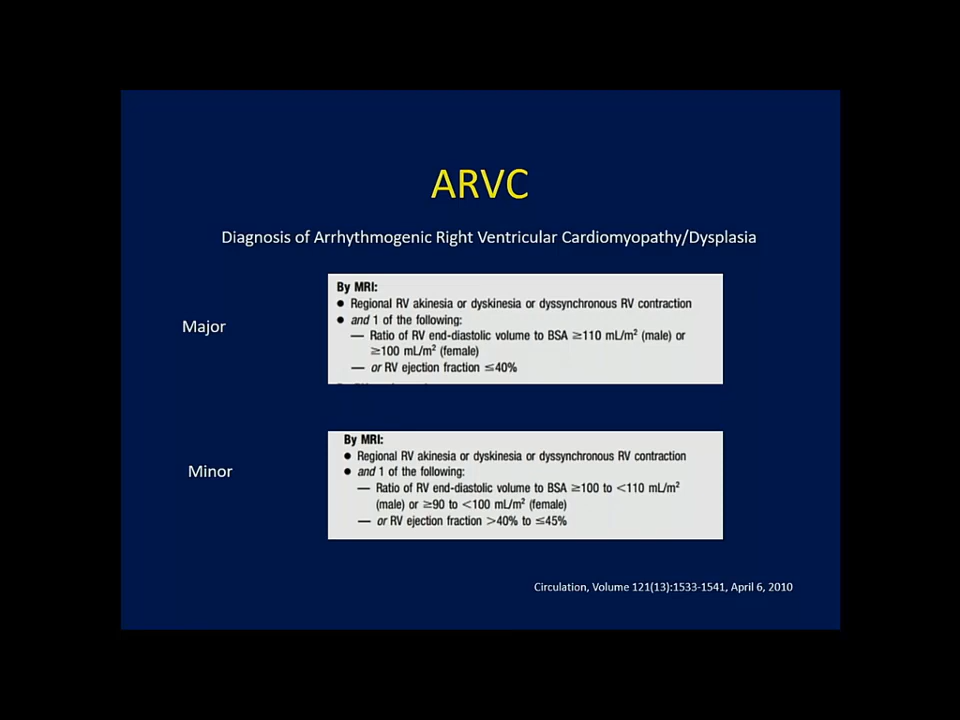 ARVC
Diagnosis of Arrhythmogenic Right Ventricular Cardiomyopathy/Dysplasia
Major
By MRI:
• Regional RV akinesia or dyskinesia or dyssynchronous RV contraction
• and 1 of the following:
— Ratio of RV end-diastolic volume to BSA ≥110 mL/m² (male) or
≥100 mL/m² (female)
— or RV ejection fraction ≤40%
Minor
By MRI:
• Regional RV akinesia or dyskinesia or dyssynchronous RV contraction
• and 1 of the following:
— Ratio of RV end-diastolic volume to BSA ≥100 to <110 mL/m²
(male) or ≥90 to <100 mL/m² (female)
— or RV ejection fraction >40% to ≤45%
Circulation, Volume 121(13):1533-1541, April 6, 2010